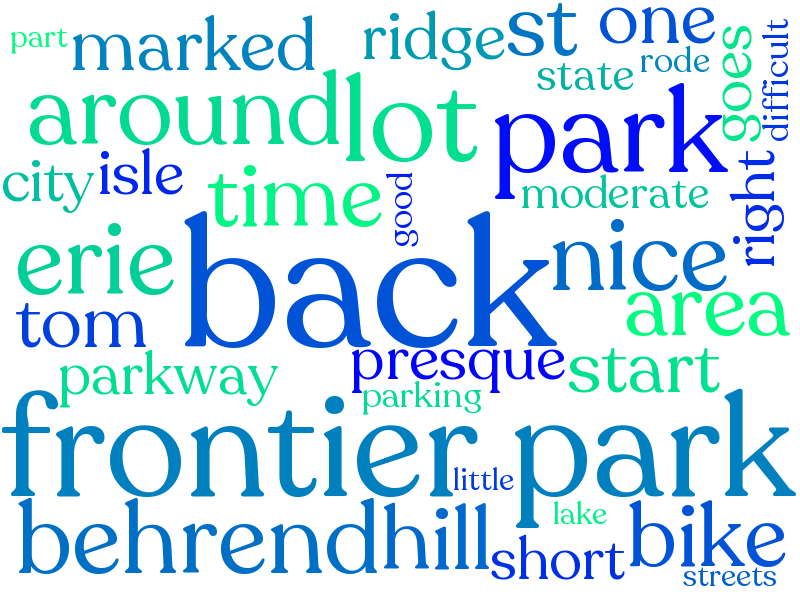 part
marked
ridge
st
one
rode
goes
difficult
state
around
lot
park
city
isle
time
good
moderate
right
erie
back
nice
tom
area
parkway
presque
start
parking
frontier park
little
lake
behrend
hill
short
bike
streets